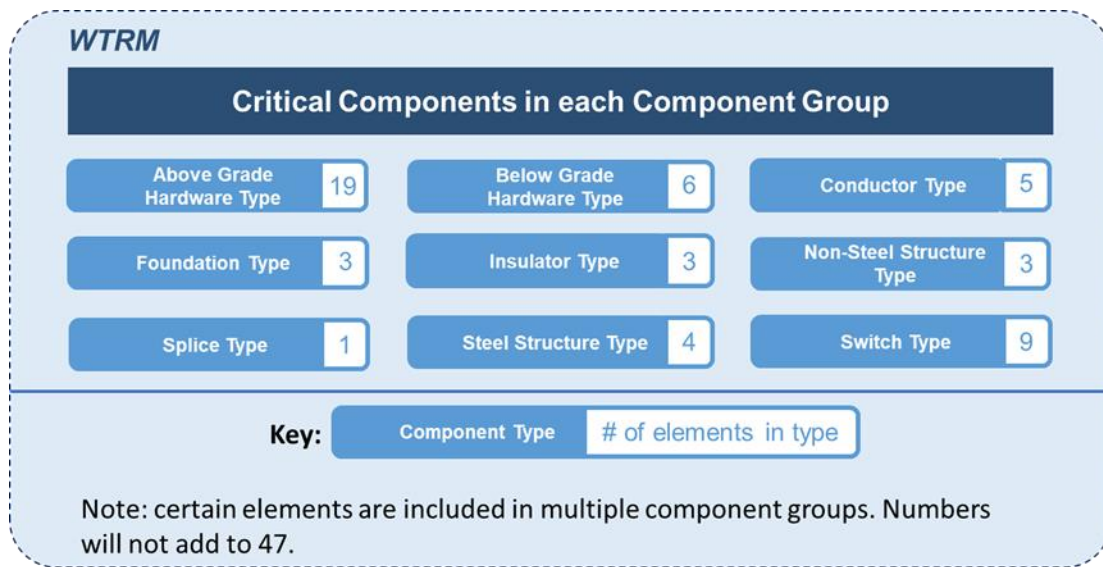 WTRM
Critical Components in each Component Group
Above Grade
Hardware Type
19
Below Grade
Hardware Type
6
Conductor Type
5
Foundation Type
3
Insulator Type
3
Non-Steel Structure
Type
3
Splice Type
1
Steel Structure Type
4
Switch Type
9
Key:
Component Type
# of elements in type
Note: certain elements are included in multiple component groups. Numbers
will not add to 47.